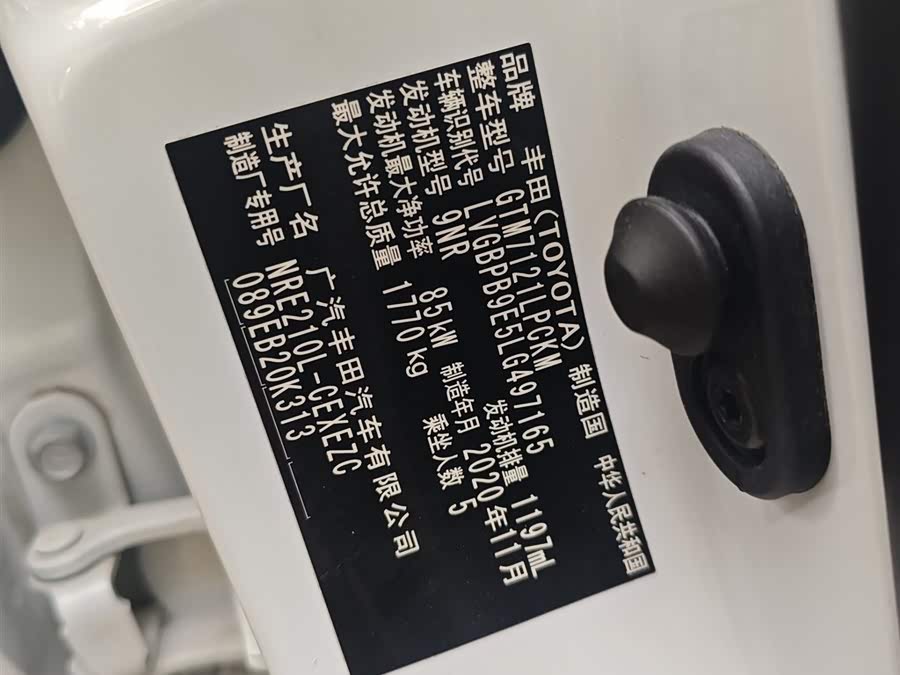 品牌 丰田(TOYOTA) 制造国 中华人民共和国
整车型号 GTM7121LPCKM
车辆识别代号 LVGBPB9E5LG497165
发动机型号 9NR 发动机排量 1197mL
发动机最大净功率 85kW 制造年月 2020年11月
最大允许总质量 1770kg 乘坐人数 5
生产厂名 广汽丰田汽车有限公司
制造厂专用号 NRE210L-CEXEZG
089EB20K313